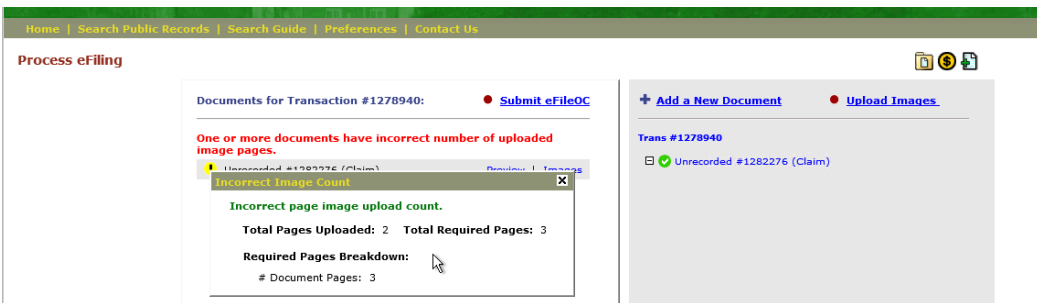 Home | Search Public Records | Search Guide | Preferences | Contact Us
Process eFiling
Documents for Transaction #1278940:
Submit eFileOC
One or more documents have incorrect number of uploaded
image pages.
Unrecorded #1282276 (Claim) Preview | Images
Incorrect Image Count
Incorrect page image upload count.
Total Pages Uploaded: 2 Total Required Pages: 3
Required Pages Breakdown:
# Document Pages: 3
Add a New Document
Upload Images
Trans #1278940
Unrecorded #1282276 (Claim)